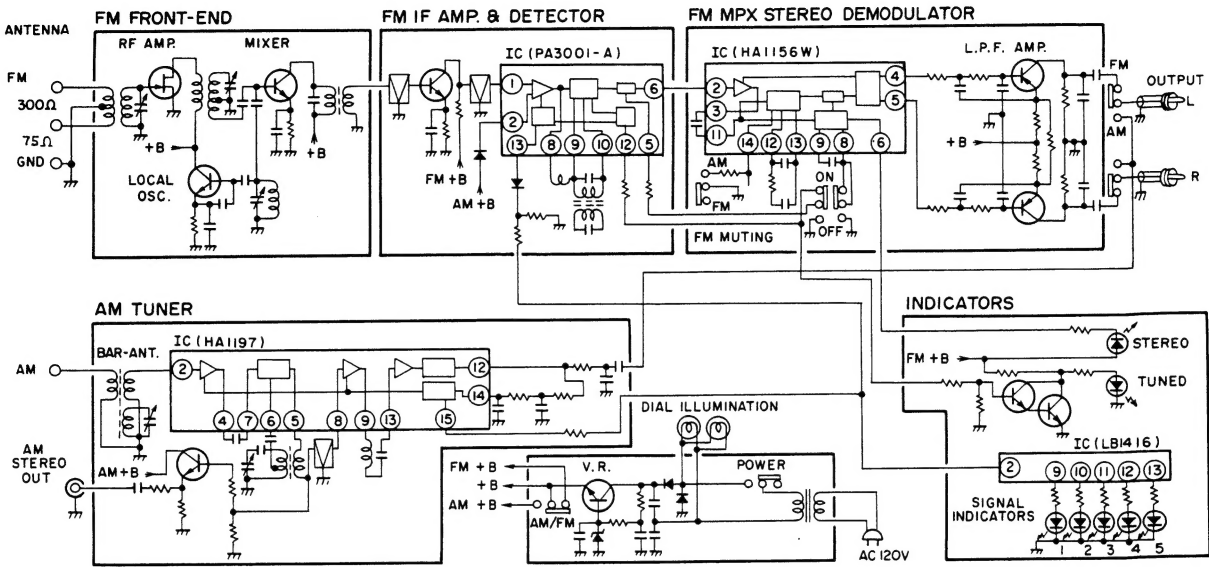 FM FRONT-END
FM IF AMP. & DETECTOR
FM MPX STEREO DEMODULATOR
ANTENNA
RF AMP.
MIXER
IC (PA3001-A)
IC (HA1156W)
L.P.F. AMP.
FM
300Ω
75Ω
GND
+B
+B
LOCAL
OSC.
1
2
6
13
8
9
10
12
5
FM+B
AM+B
2
3
11
4
5
14
12
13
9
8
6
AM
FM
ON
OFF
FM MUTING
+B
FM
AM
OUTPUT
L
R
AM TUNER
IC (HA1197)
BAR-ANT.
AM
2
12
14
15
4
7
6
5
8
9
13
AM
STEREO
OUT
AM+B
DIAL ILLUMINATION
FM +B
+B
AM +B
AM/FM
V.R.
POWER
AC 120V
INDICATORS
FM +B
STEREO
TUNED
IC (LB1416)
2
9
10
11
12
13
SIGNAL
INDICATORS
1
2
3
4
5